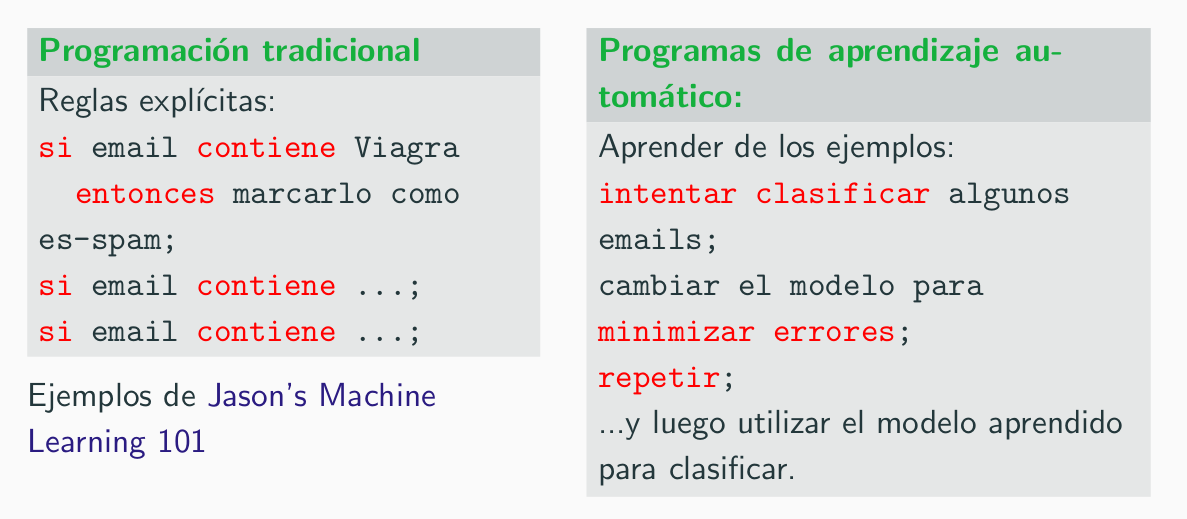 Programación tradicional
Reglas explícitas:
si email contiene Viagra
entonces marcarlo como
es-spam;
si email contiene ...;
si email contiene ...;
Ejemplos de Jason's Machine
Learning 101
Programas de aprendizaje au-
tomático:
Aprender de los ejemplos:
intentar clasificar algunos
emails;
cambiar el modelo para
minimizar errores;
repetir;
...y luego utilizar el modelo aprendido
para clasificar.